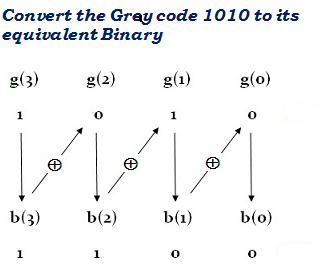 Convert the Gray code 1010 to its
equivalent Binary
g(3) g(2) g(1) g(0)
1 0 1 0
⊕ ⊕ ⊕
b(3) b(2) b(1) b(0)
1 1 0 0